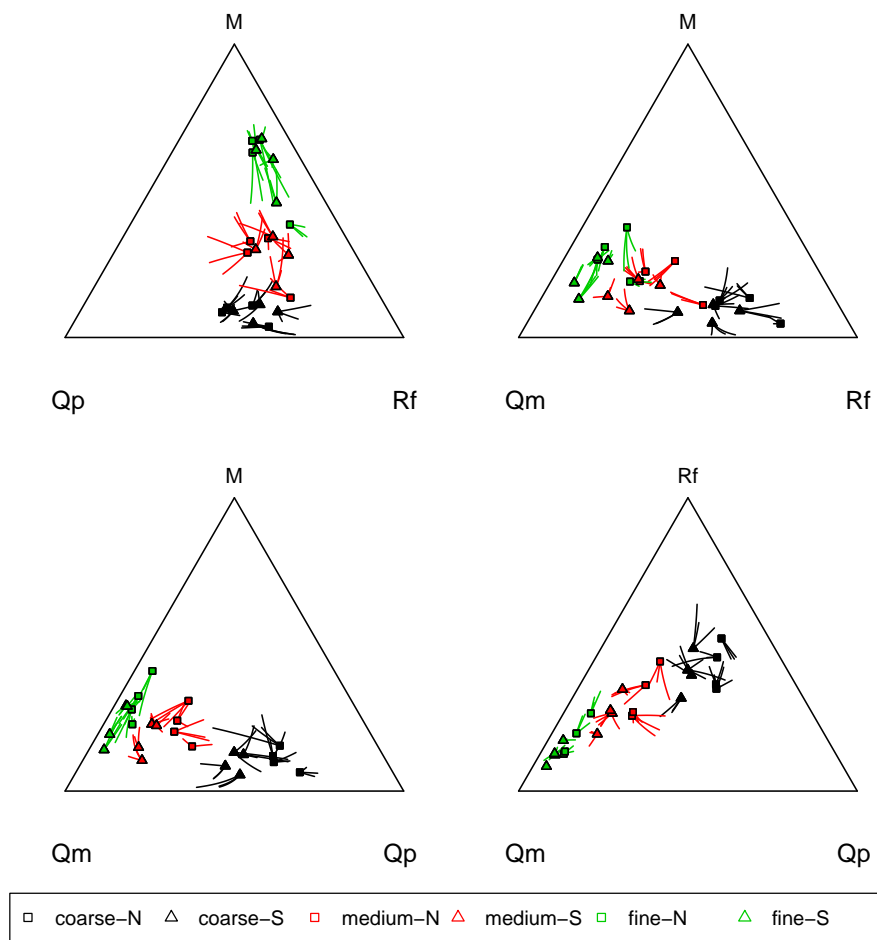 M M
Qp Rf Qm Rf
M Rf
Qm Qp Qm Qp
coarse−N coarse−S medium−N medium−S fine−N fine−S